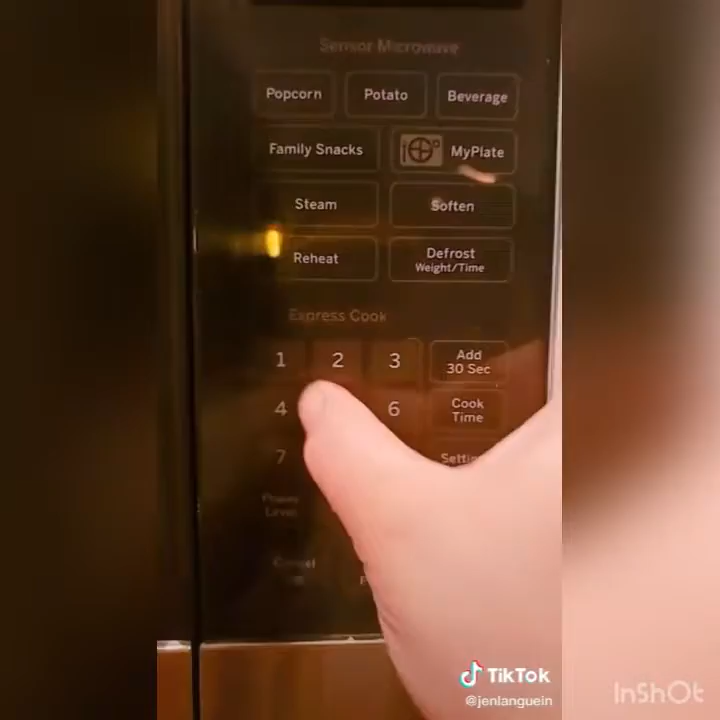 Sensor Microwave
Popcorn Potato Beverage
Family Snacks MyPlate
Steam Soften
Reheat Defrost
Weight/Time
Express Cook
1 2 3 Add
30 Sec
4 6 Cook
Time
7
Power
Level
Cancel
TikTok
@jenlanguein
InShOt